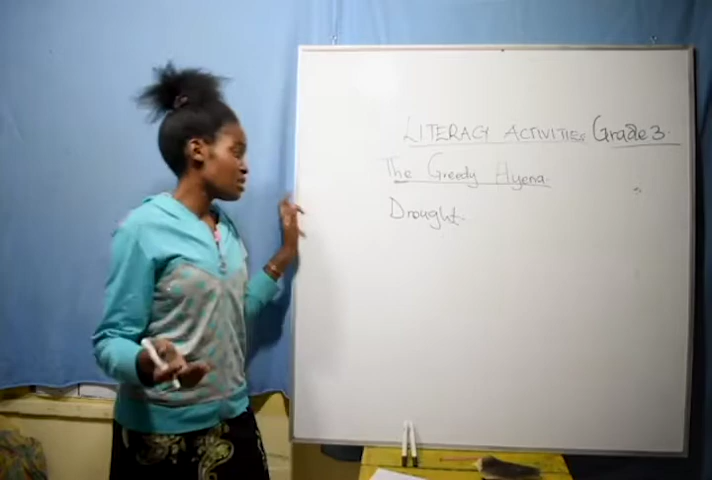 LITERACY ACTIVITIES Grade 3.
The Greedy Hyena.
Drought.